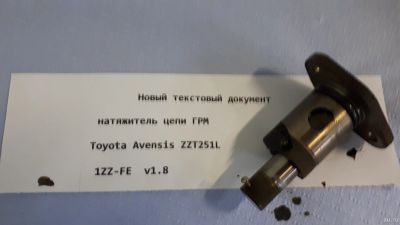 Новый текстовый документ
натяжитель цепи ГРМ
Toyota Avensis ZZT251L
1ZZ-FE v1.8